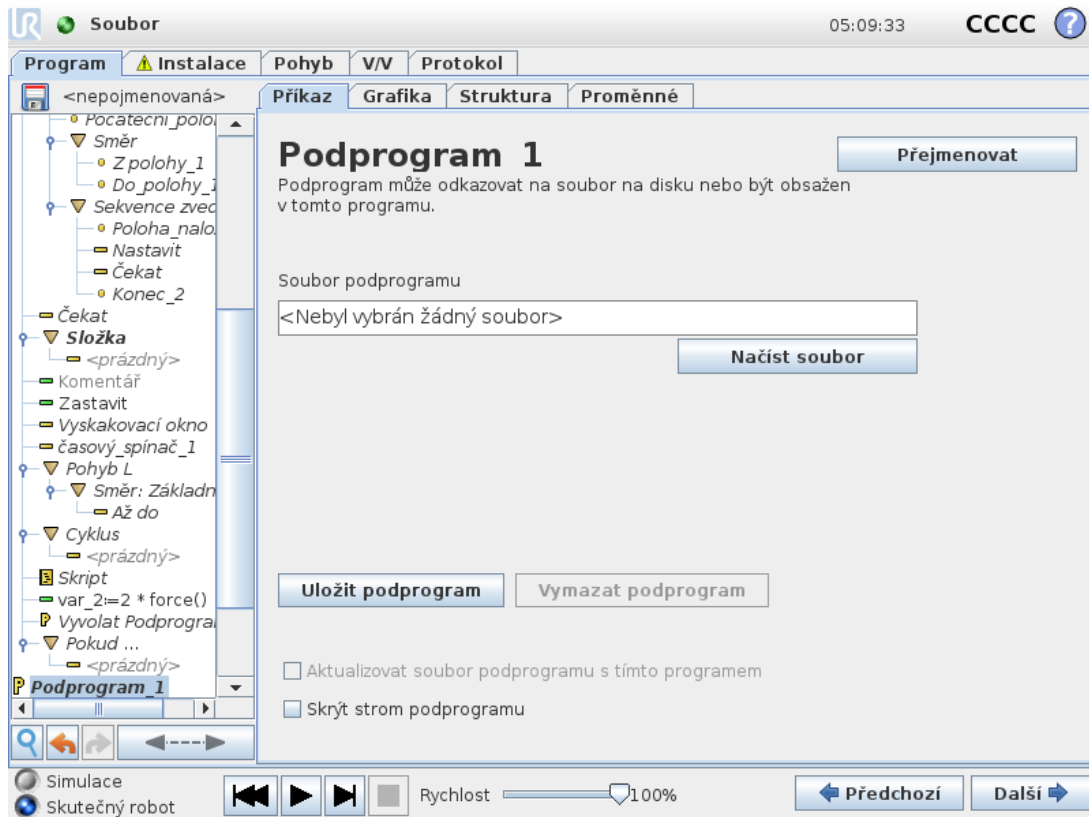 Soubor
05:09:33
CCCC
?
Program
Instalace
Pohyb
V/V
Protokol
<nepojmenovaná>
Příkaz
Grafika
Struktura
Proměnné
Směr
Z polohy_1
Do_polohy_1
Sekvence zved
Poloha_nalo
Nastavit
Čekat
Konec_2
Čekat
Složka
<prázdný>
Komentář
Zastavit
Vyskakovací okno
časový_spínač_1
Pohyb L
Směr: Základn
Až do
Cyklus
<prázdný>
Skript
var_2:=2 * force()
Vyvolat Podprogra
Pokud ...
<prázdný>
Podprogram_1
Podprogram 1
Přejmenovat
Podprogram může odkazovat na soubor na disku nebo být obsažen
v tomto programu.
Soubor podprogramu
<Nebyl vybrán žádný soubor>
Načíst soubor
Uložit podprogram
Vymazat podprogram
Aktualizovat soubor podprogramu s tímto programem
Skrýt strom podprogramu
Simulace
Skutečný robot
Rychlost
100%
Předchozí
Další